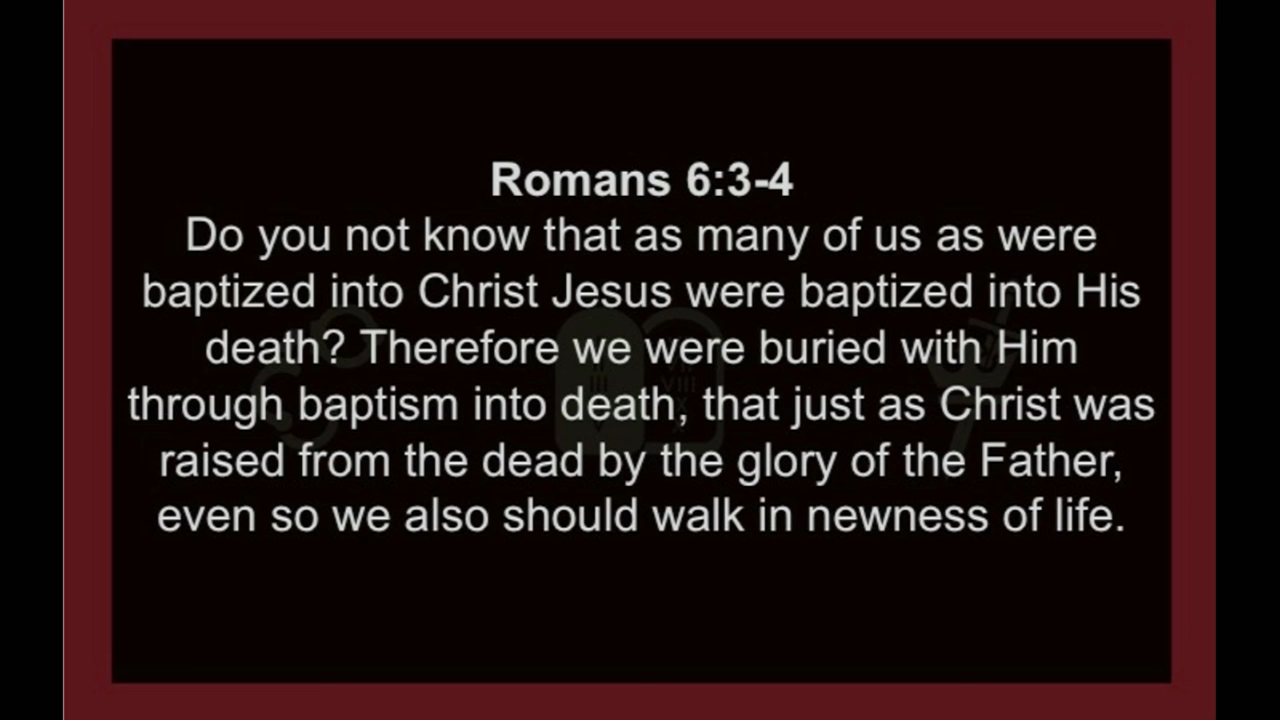 Romans 6:3-4
Do you not know that as many of us as were
baptized into Christ Jesus were baptized into His
death? Therefore we were buried with Him
through baptism into death, that just as Christ was
raised from the dead by the glory of the Father,
even so we also should walk in newness of life.